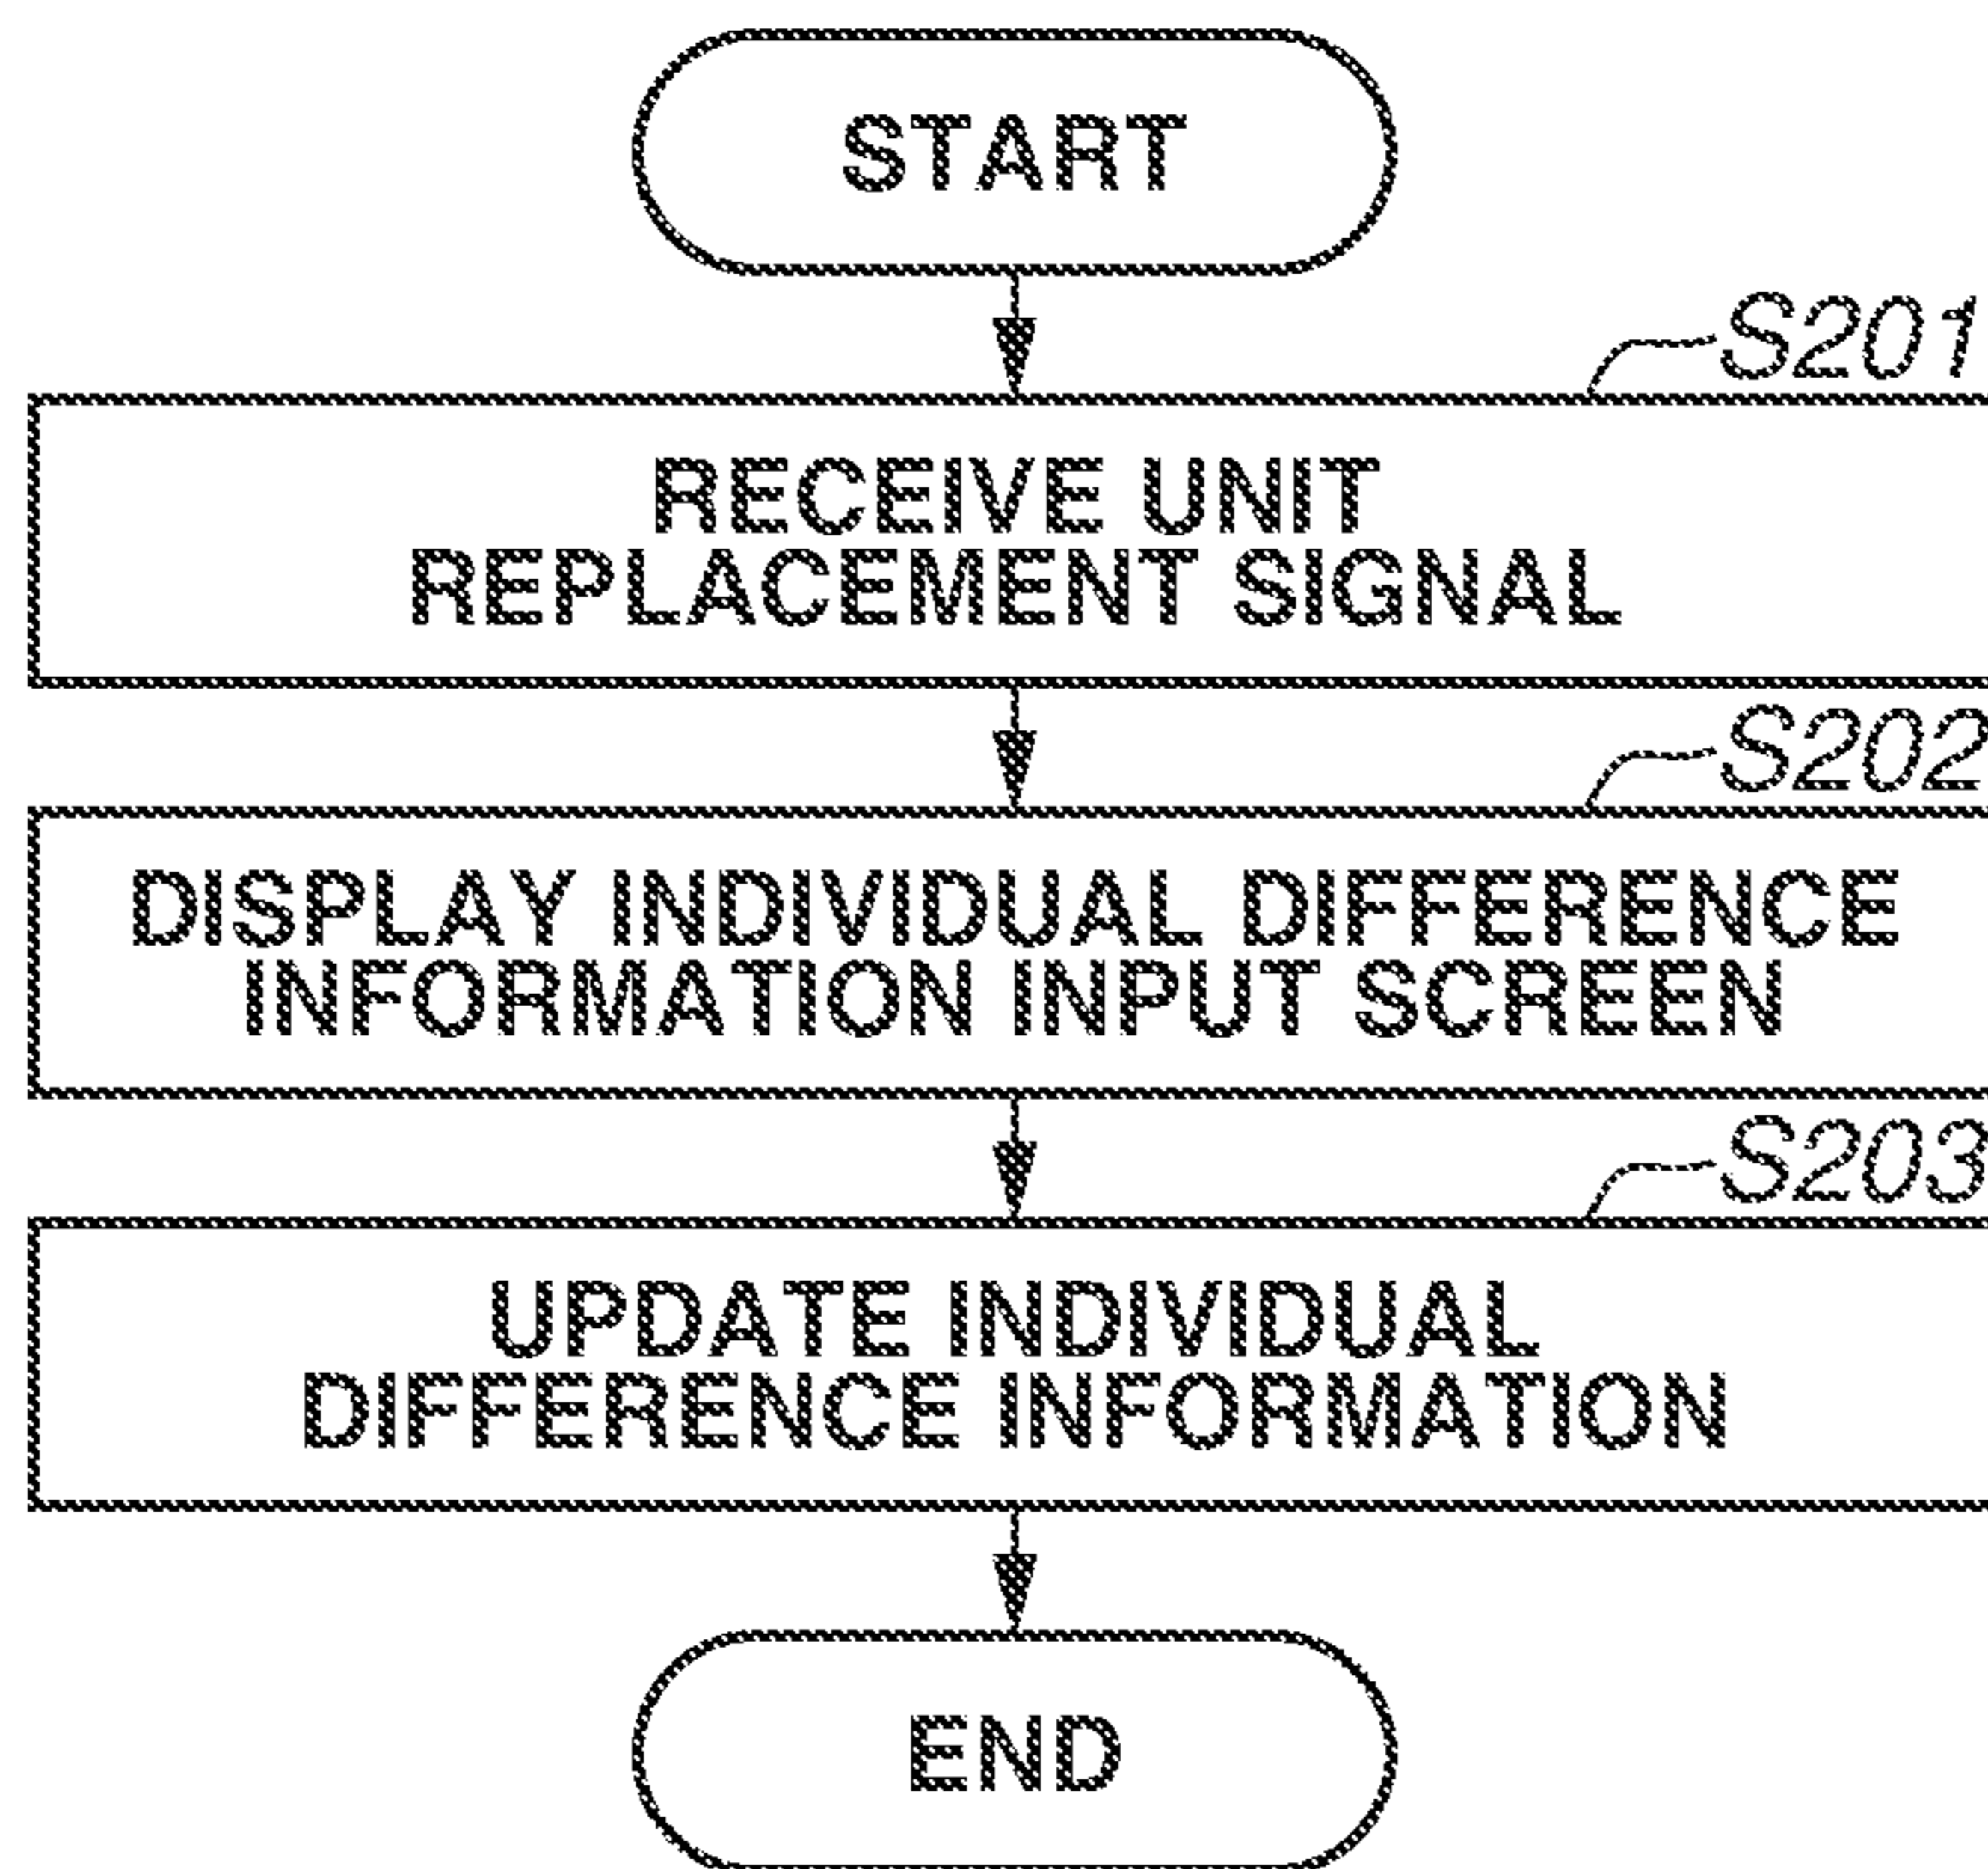 START
S201
RECEIVE UNIT
REPLACEMENT SIGNAL
S202
DISPLAY INDIVIDUAL DIFFERENCE
INFORMATION INPUT SCREEN
S203
UPDATE INDIVIDUAL
DIFFERENCE INFORMATION
END